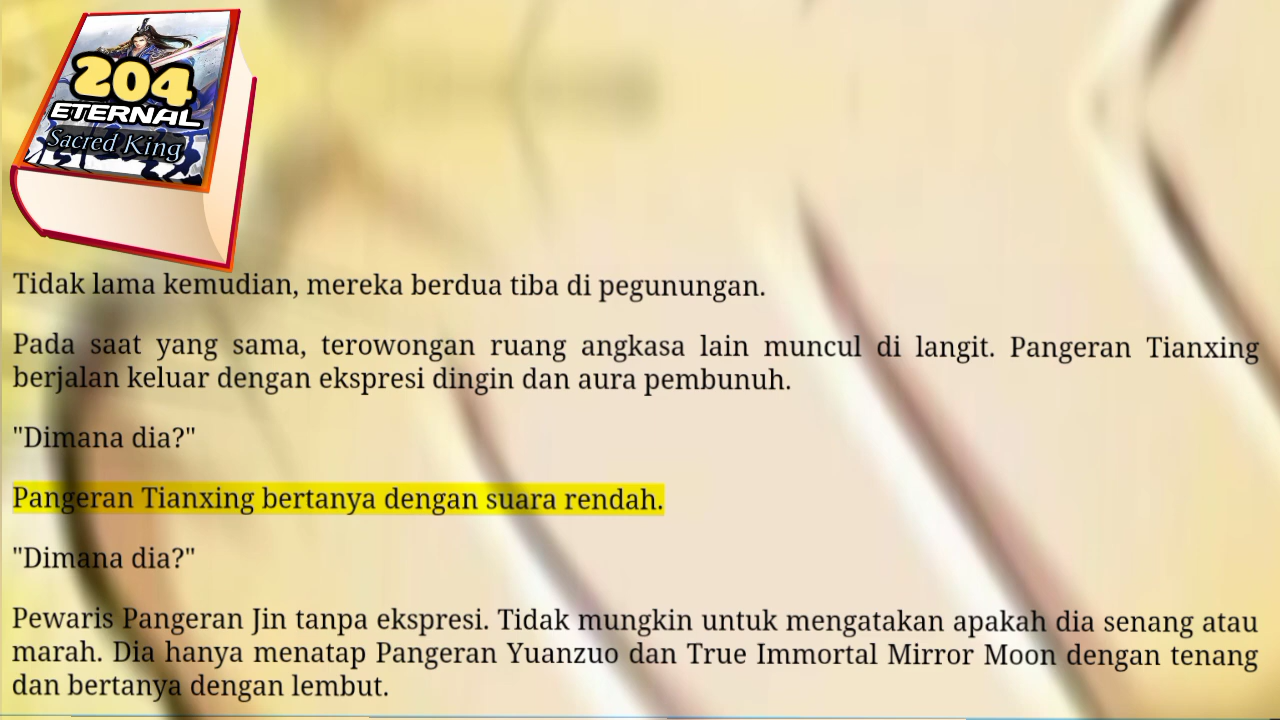 204
ETERNAL
Sacred King
Tidak lama kemudian, mereka berdua tiba di pegunungan.
Pada saat yang sama, terowongan ruang angkasa lain muncul di langit. Pangeran Tianxing
berjalan keluar dengan ekspresi dingin dan aura pembunuh.
"Dimana dia?"
Pangeran Tianxing bertanya dengan suara rendah.
"Dimana dia?"
Pewaris Pangeran Jin tanpa ekspresi. Tidak mungkin untuk mengatakan apakah dia senang atau
marah. Dia hanya menatap Pangeran Yuanzuo dan True Immortal Mirror Moon dengan tenang
dan bertanya dengan lembut.